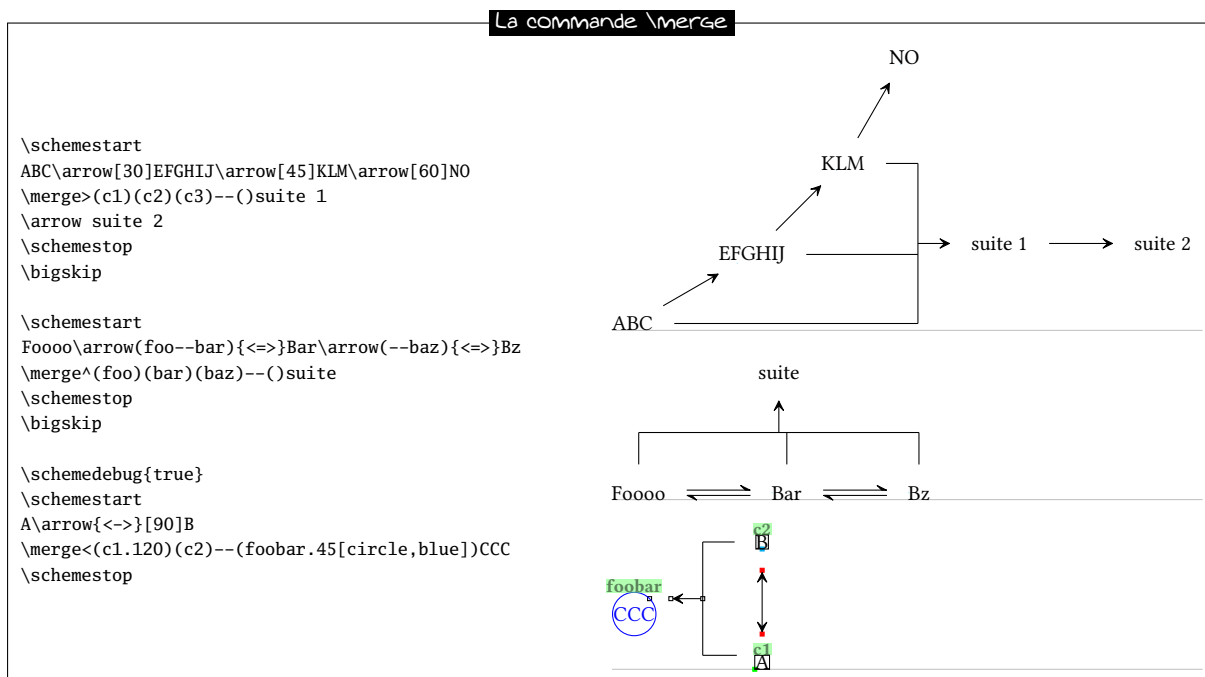 La commande \merge
\schemestart
ABC\arrow[30]EFGHIJ\arrow[45]KLM\arrow[60]NO
\merge>(c1)(c2)(c3)--()suite 1
\arrow suite 2
\schemestop
\bigskip
\schemestart
Foooo\arrow(foo--bar){<=>}Bar\arrow(--baz){<=>}Bz
\merge^(foo)(bar)(baz)--()suite
\schemestop
\bigskip
\schemedebug{true}
\schemestart
A\arrow{<->}[90]B
\merge<(c1.120)(c2)--(foobar.45[circle,blue])CCC
\schemestop
NO
KLM
suite 1 suite 2
EFGHIJ
ABC
suite
Foooo Bar Bz
c2
B
foobar
CCC
c1
A